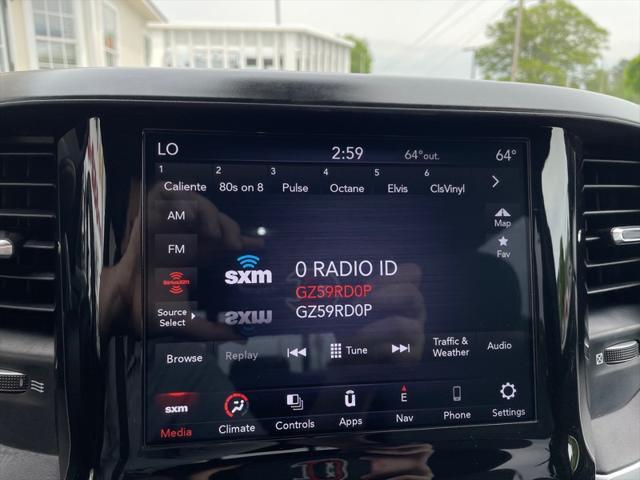 LO 2:59 64°out. 64°
1 2 3 4 5 6
Caliente 80s on 8 Pulse Octane Elvis ClsVinyl
AM
FM
SiriusXM
Source Select
Map
Fav
sxm
0 RADIO ID
GZ59RD0P
GZ59RD0P
sxm
Browse Replay Tune Traffic & Weather Audio
sxm E
Media Climate Controls Apps Nav Phone Settings